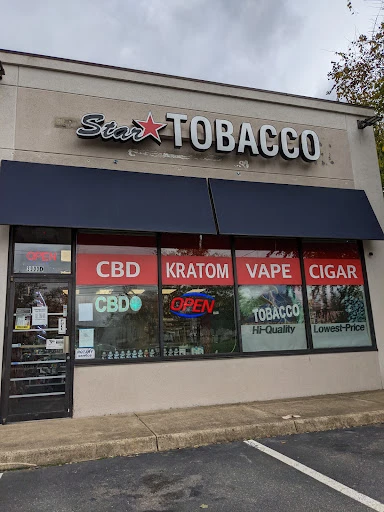 Star TOBACCO
OPEN
CBD KRATOM VAPE CIGAR
CBD OPEN
TOBACCO
Hi-Quality Lowest-Price